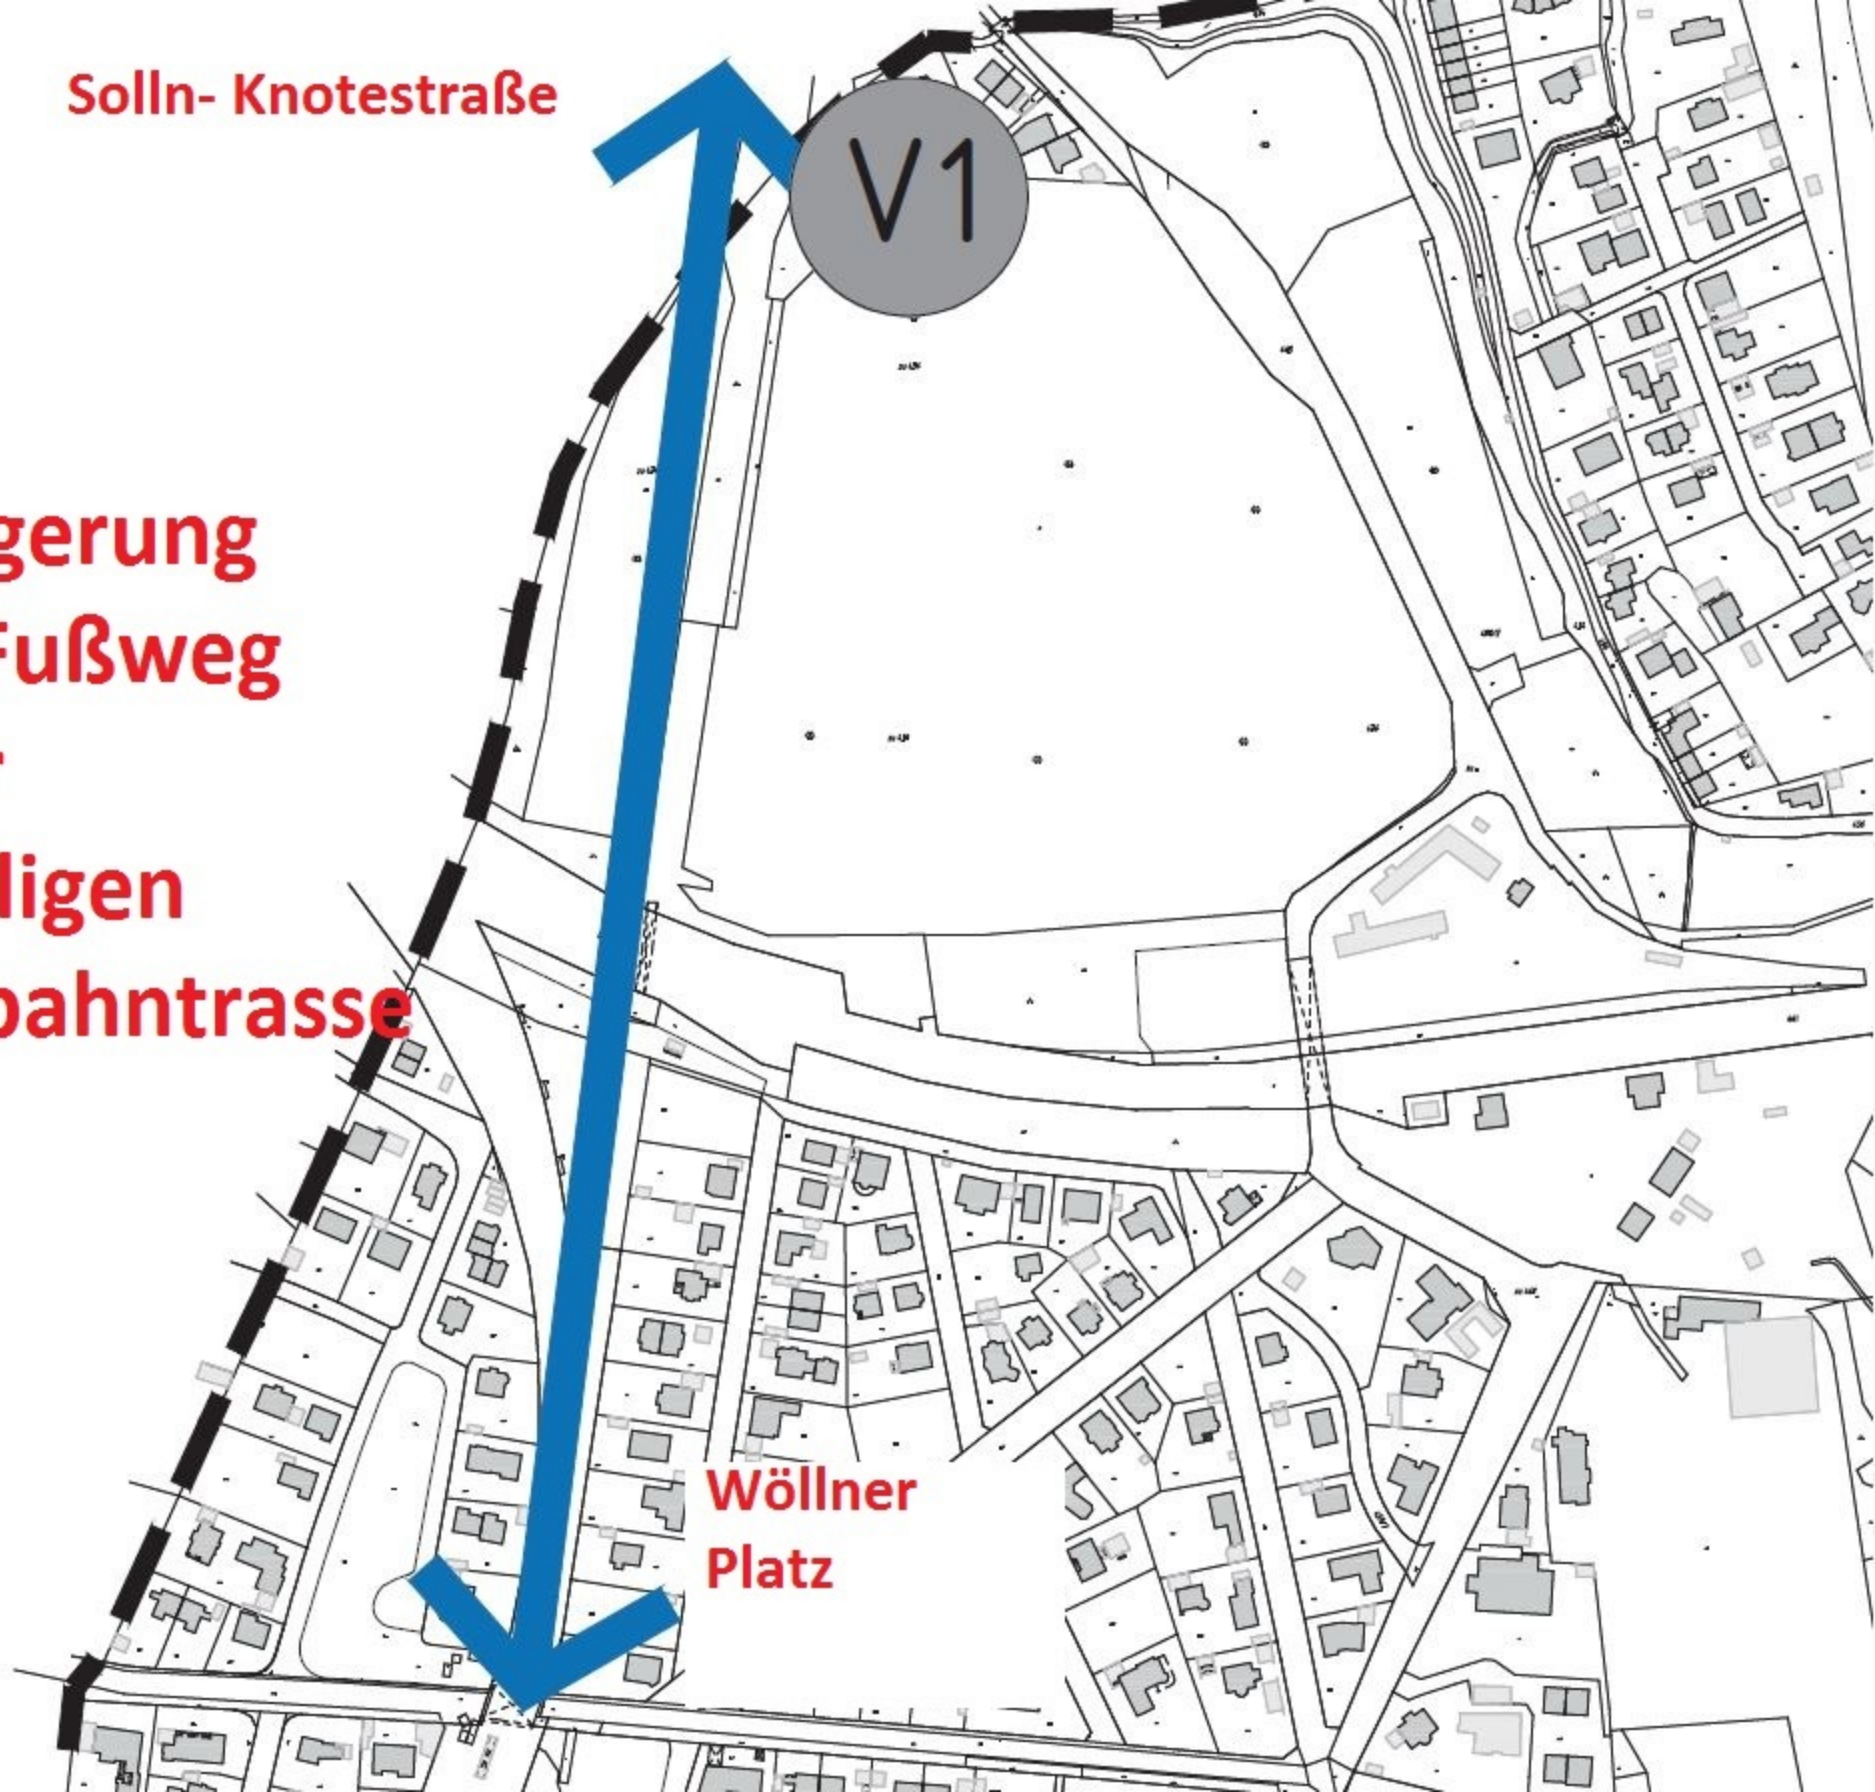 Solln- Knotestraße
V1
gerung
Fußweg
r
ligen
bahntrasse
Wöllner
Platz